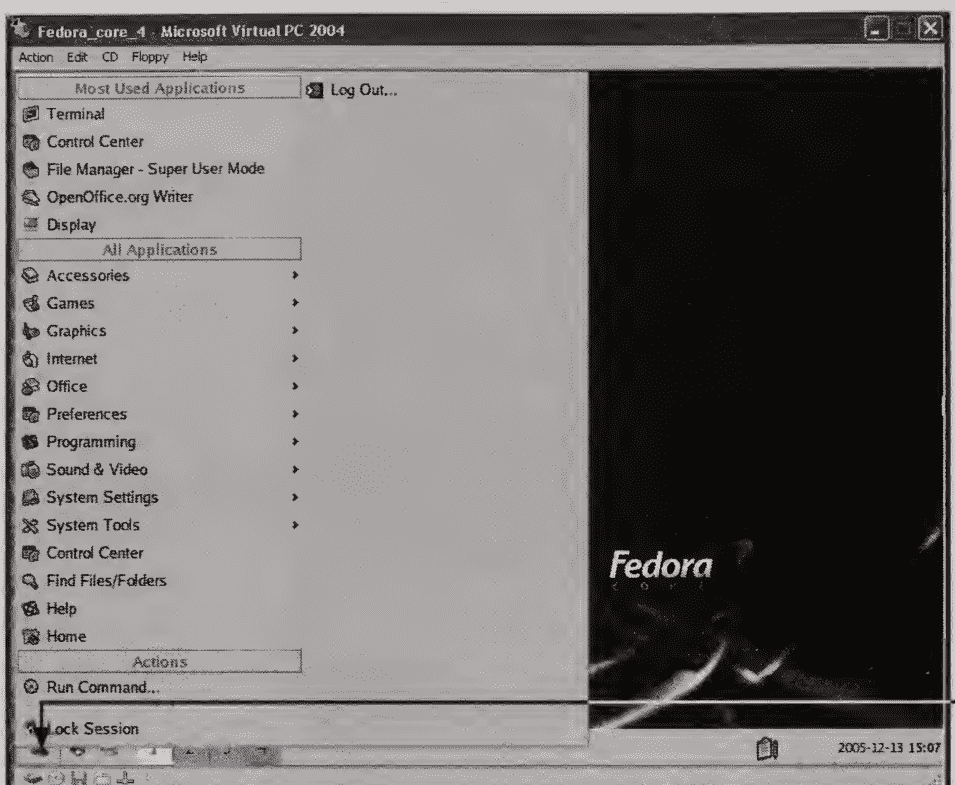 Fedora_core_4 - Microsoft Virtual PC 2004
Action Edit CD Floppy Help
Most Used Applications
Log Out...
Terminal
Control Center
File Manager - Super User Mode
OpenOffice.org Writer
Display
All Applications
Accessories
Games
Graphics
Internet
Office
Preferences
Programming
Sound & Video
System Settings
System Tools
Control Center
Find Files/Folders
Help
Home
Actions
Run Command...
Lock Session
Fedora
CORE
2005-12-13 15:07